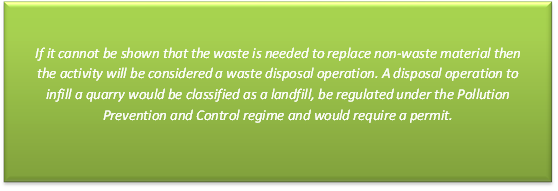 If it cannot be shown that the waste is needed to replace non-waste material then
the activity will be considered a waste disposal operation. A disposal operation to
infill a quarry would be classified as a landfill, be regulated under the Pollution
Prevention and Control regime and would require a permit.